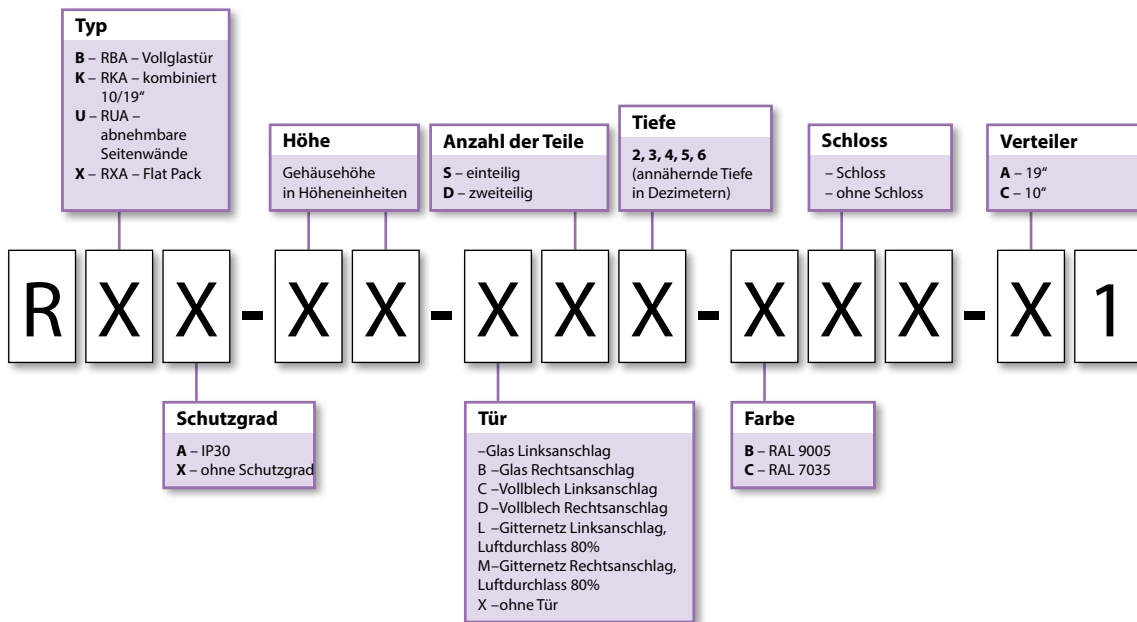 Typ
B – RBA – Vollglastür
K – RKA – kombiniert
10/19“
U – RUA –
abnehmbare
Seitenwände
X – RXA – Flat Pack
Höhe
Gehäusehöhe
in Höheneinheiten
Anzahl der Teile
S – einteilig
D – zweiteilig
Tiefe
2, 3, 4, 5, 6
(annähernde Tiefe
in Dezimetern)
Schloss
– Schloss
– ohne Schloss
Verteiler
A – 19“
C – 10“
R X X - X X - X X X - X X X - X 1
Schutzgrad
A – IP30
X – ohne Schutzgrad
Tür
–Glas Linksanschlag
B –Glas Rechtsanschlag
C –Vollblech Linksanschlag
D –Vollblech Rechtsanschlag
L –Gitternetz Linksanschlag,
Luftdurchlass 80%
M–Gitternetz Rechtsanschlag,
Luftdurchlass 80%
X –ohne Tür
Farbe
B – RAL 9005
C – RAL 7035